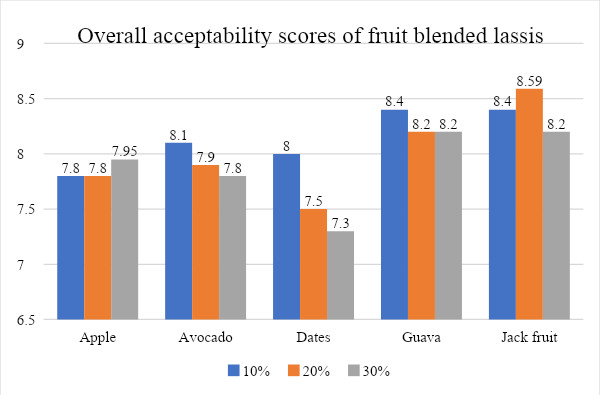 Overall acceptability scores of fruit blended lassis
9
8.5
8
7.5
7
6.5
7.8 7.8 7.95
8.1 7.9 7.8
8 7.5 7.3
8.4 8.2 8.2
8.4 8.59 8.2
Apple Avocado Dates Guava Jack fruit
10% 20% 30%